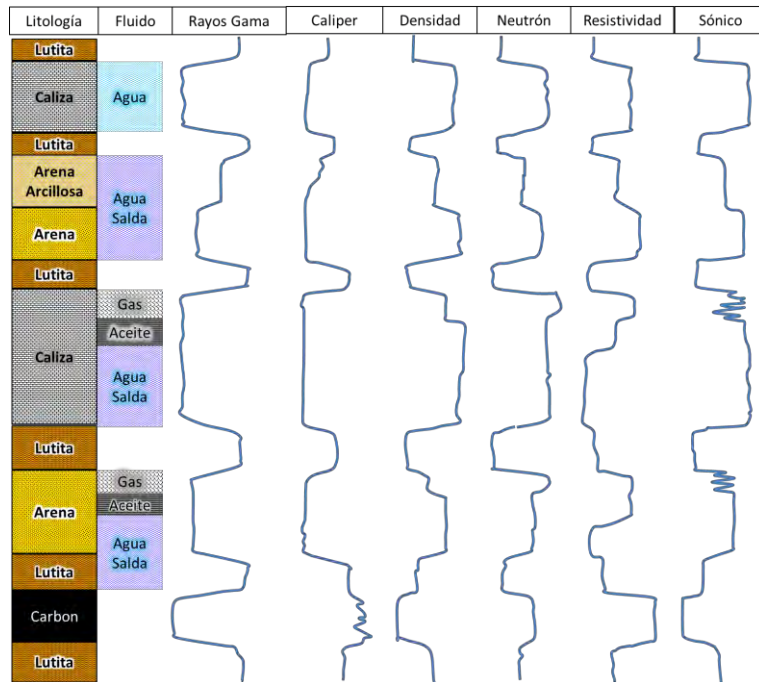 Litología Fluido Rayos Gama Caliper Densidad Neutrón Resistividad Sónico
Lutita
Caliza
Agua
Lutita
Arena
Arcillosa
Agua
Salda
Arena
Lutita
Gas
Aceite
Caliza
Agua
Salda
Lutita
Gas
Aceite
Arena
Agua
Salda
Lutita
Carbon
Lutita